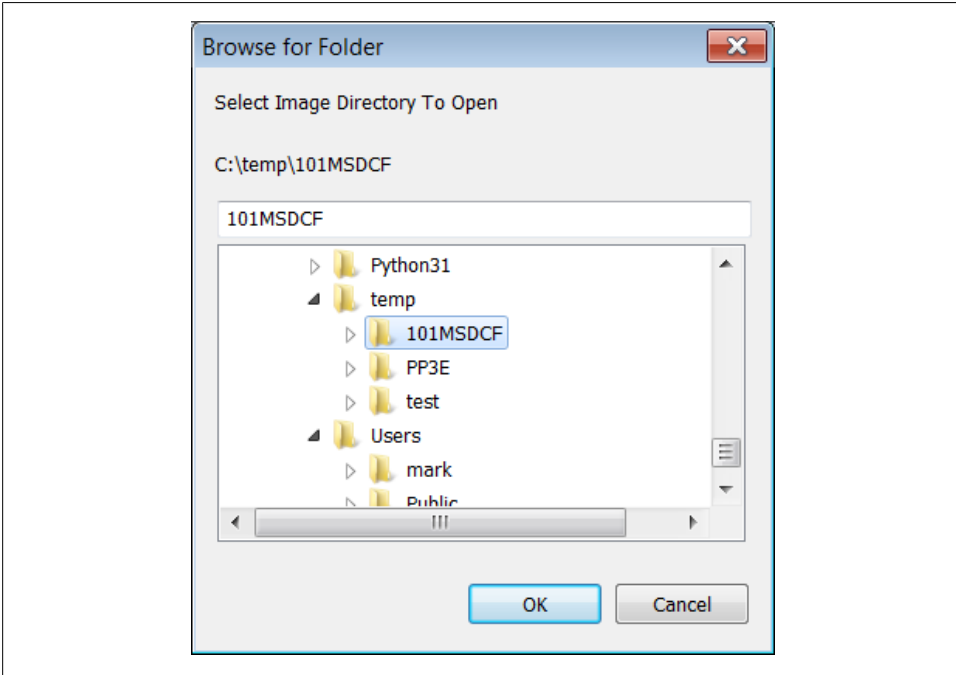 Browse for Folder
Select Image Directory To Open
C:\temp\101MSDCF
101MSDCF
Python31
temp
101MSDCF
PP3E
test
Users
mark
Public
OK Cancel